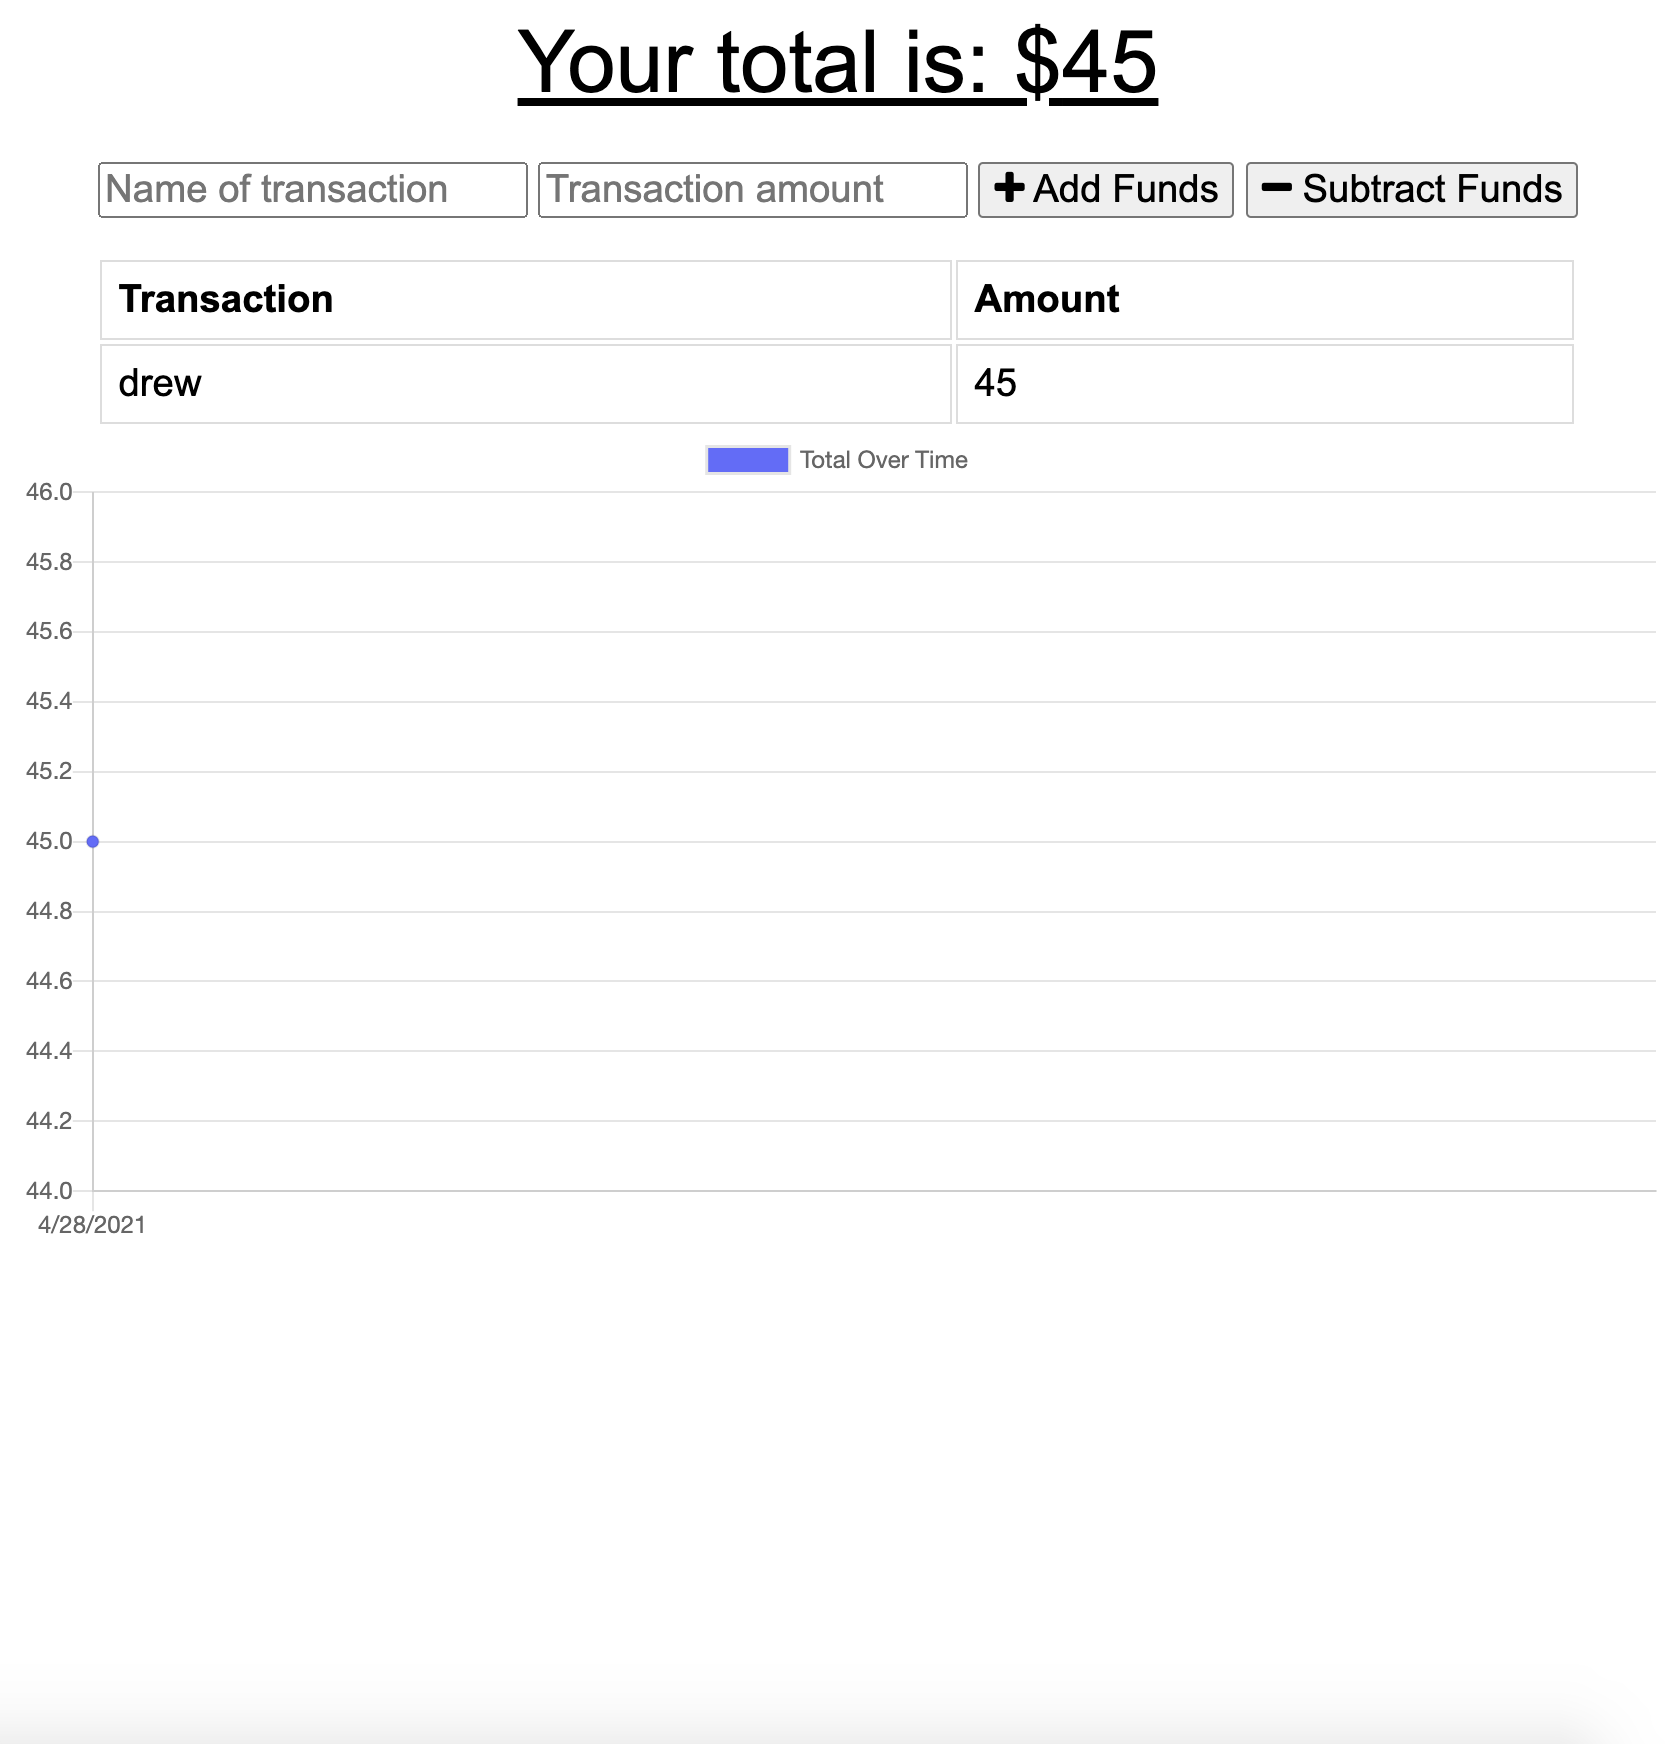 Your total is: $45
Name of transaction Transaction amount + Add Funds − Subtract Funds
Transaction Amount
drew 45
Total Over Time
46.0
45.8
45.6
45.4
45.2
45.0
44.8
44.6
44.4
44.2
44.0
4/28/2021